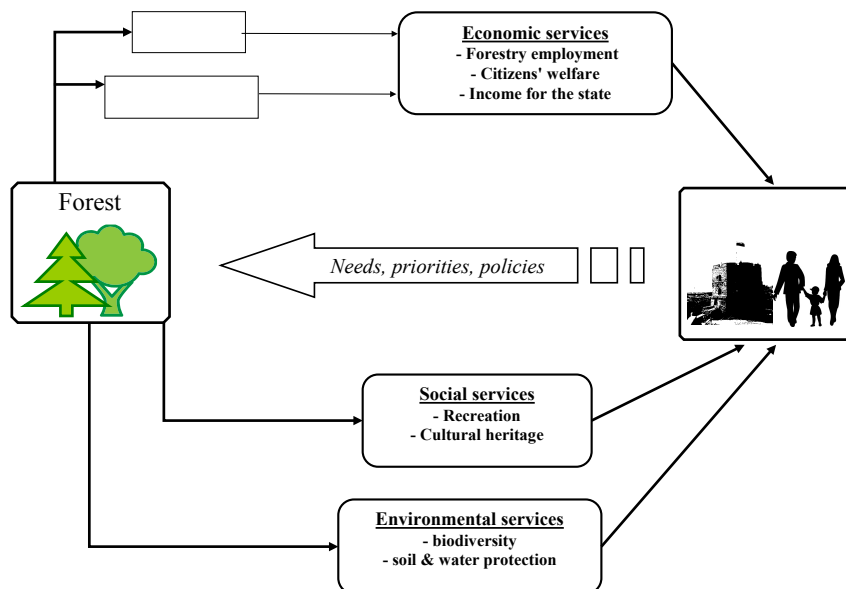 Economic services
- Forestry employment
- Citizens' welfare
- Income for the state
Forest
Needs, priorities, policies
Social services
- Recreation
- Cultural heritage
Environmental services
- biodiversity
- soil & water protection